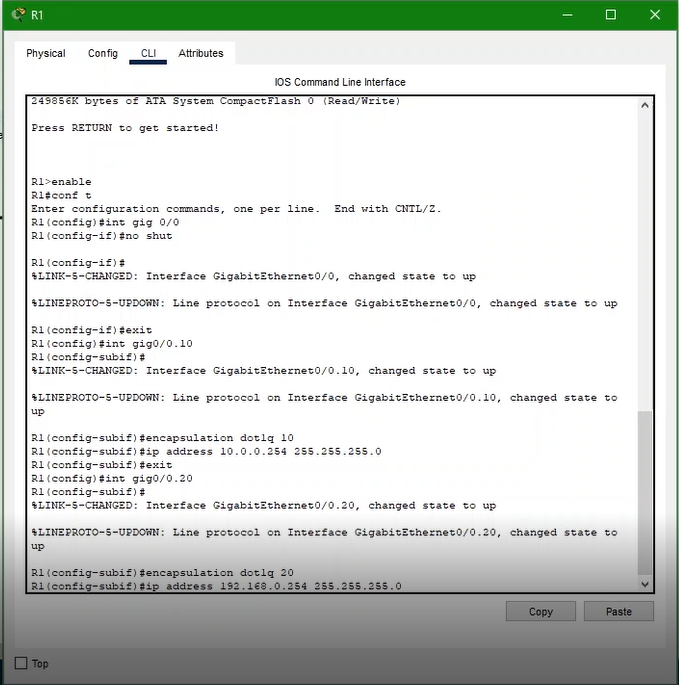 R1
Physical Config CLI Attributes
IOS Command Line Interface
249856K bytes of ATA System CompactFlash 0 (Read/Write)
Press RETURN to get started!
R1>enable
R1#conf t
Enter configuration commands, one per line.  End with CNTL/Z.
R1(config)#int gig 0/0
R1(config-if)#no shut
R1(config-if)#
%LINK-5-CHANGED: Interface GigabitEthernet0/0, changed state to up
%LINEPROTO-5-UPDOWN: Line protocol on Interface GigabitEthernet0/0, changed state to up
R1(config-if)#exit
R1(config)#int gig0/0.10
R1(config-subif)#
%LINK-5-CHANGED: Interface GigabitEthernet0/0.10, changed state to up
%LINEPROTO-5-UPDOWN: Line protocol on Interface GigabitEthernet0/0.10, changed state to
up
R1(config-subif)#encapsulation dot1q 10
R1(config-subif)#ip address 10.0.0.254 255.255.255.0
R1(config-subif)#exit
R1(config)#int gig0/0.20
R1(config-subif)#
%LINK-5-CHANGED: Interface GigabitEthernet0/0.20, changed state to up
%LINEPROTO-5-UPDOWN: Line protocol on Interface GigabitEthernet0/0.20, changed state to
up
R1(config-subif)#encapsulation dot1q 20
R1(config-subif)#ip address 192.168.0.254 255.255.255.0
Copy Paste
Top